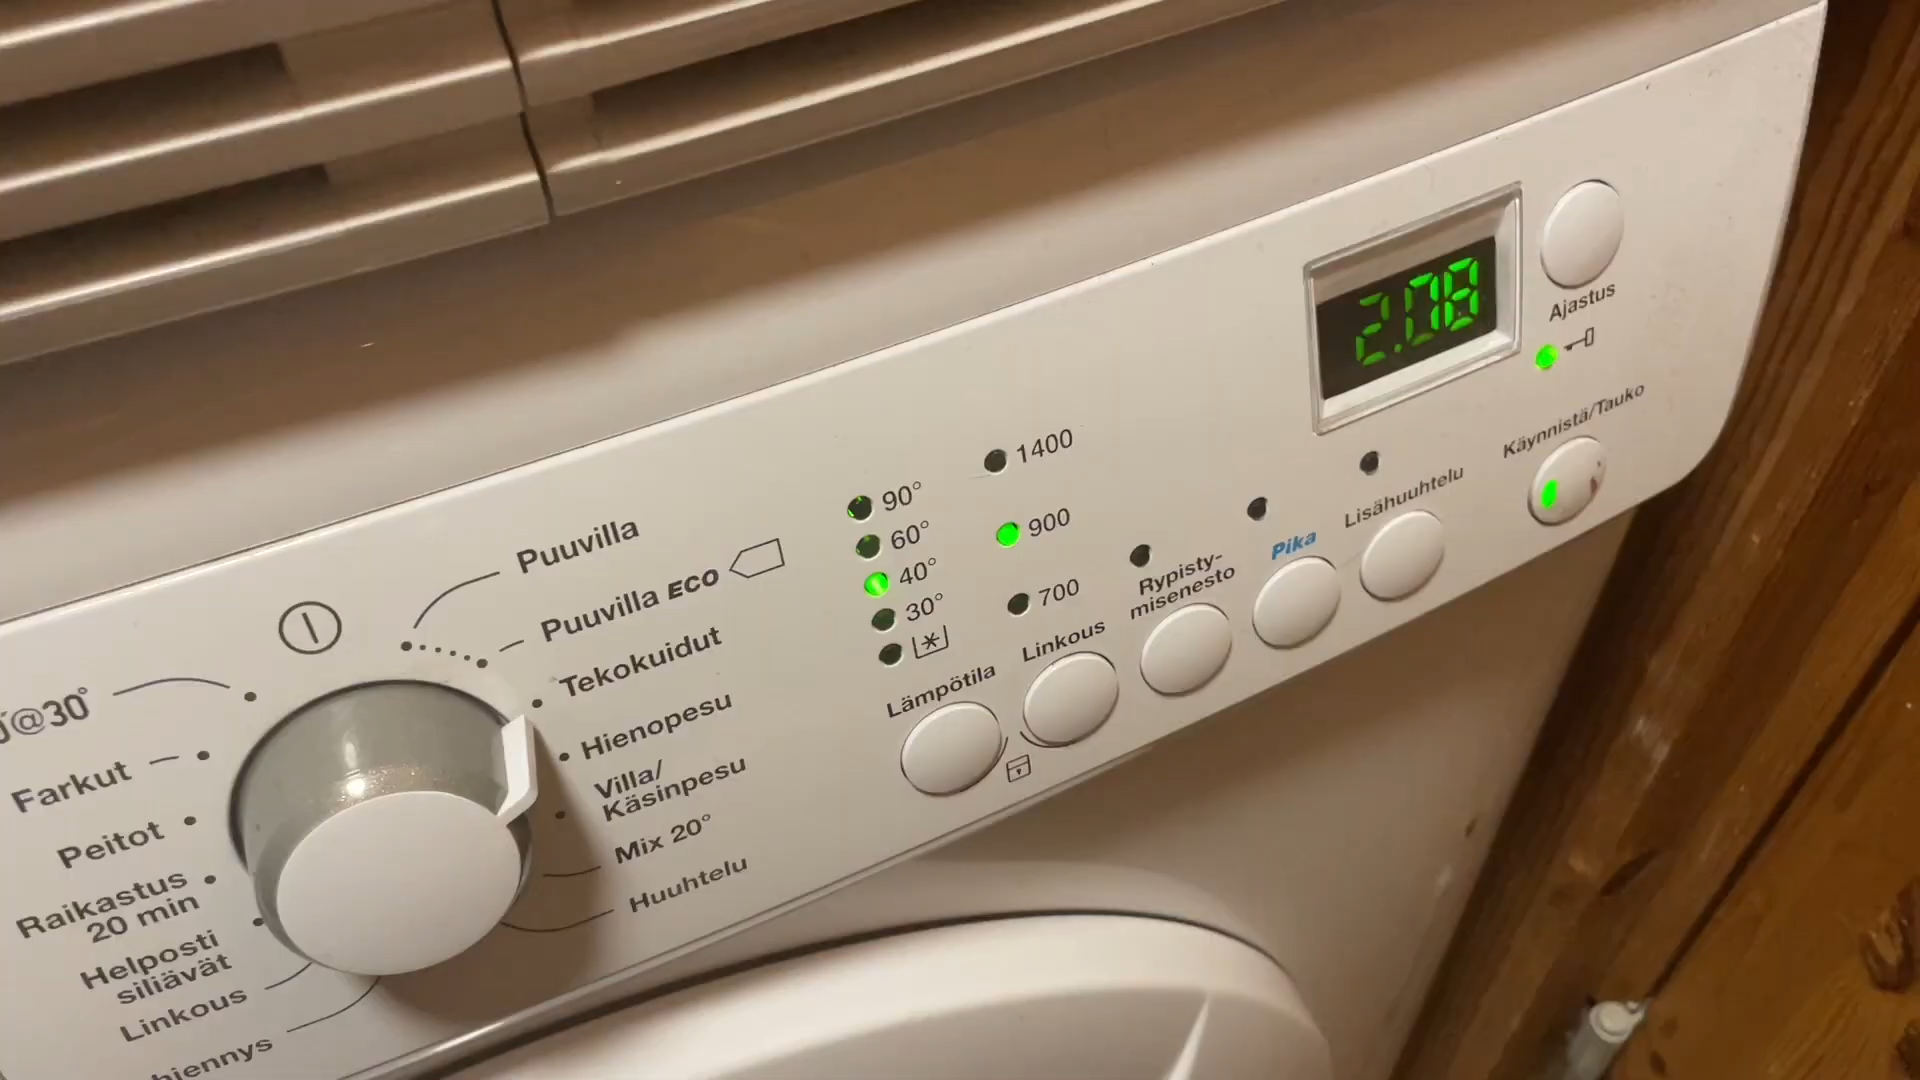 Puuvilla
Puuvilla ECO
Tekokuidut
Hienopesu
Villa/
Käsinpesu
Mix 20°
Huuhtelu
@30°
Farkut
Peitot
Raikastus
20 min
Helposti
siliävät
Linkous
90°
60°
40°
30°
1400
900
700
Lämpötila
Linkous
Rypisty-
misenesto
Pika
Lisähuuhtelu
2.08
Ajastus
Käynnistä/Tauko